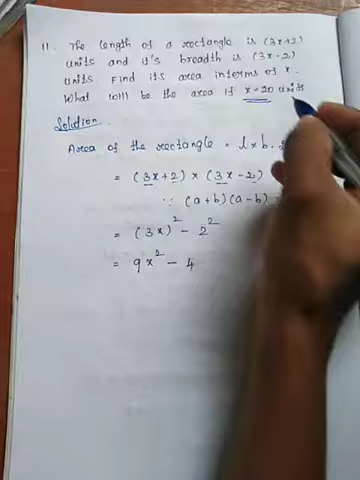 11. The length of a rectangle is (3x+2)
units and it's breadth is (3x-2)
units. Find its area interms of x.
What will be the area if x=20 units
Solution.
Area of the rectangle = l x b.
= (3x+2) x (3x-2)
∵ (a+b)(a-b)
= (3x)² - 2²
= 9x² - 4